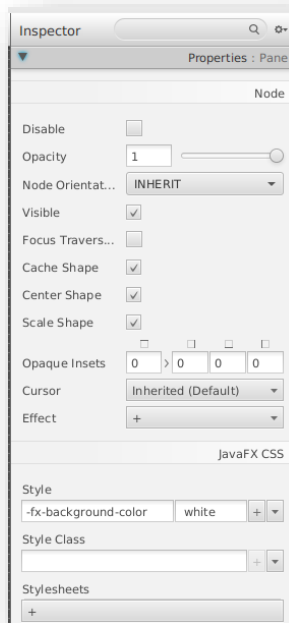 Inspector
Properties : Pane
Node
Disable
Opacity 1
Node Orientat... INHERIT
Visible
Focus Travers...
Cache Shape
Center Shape
Scale Shape
Opaque Insets 0 > 0 0 0
Cursor Inherited (Default)
Effect +
JavaFX CSS
Style
-fx-background-color white +
Style Class
+
Stylesheets
+